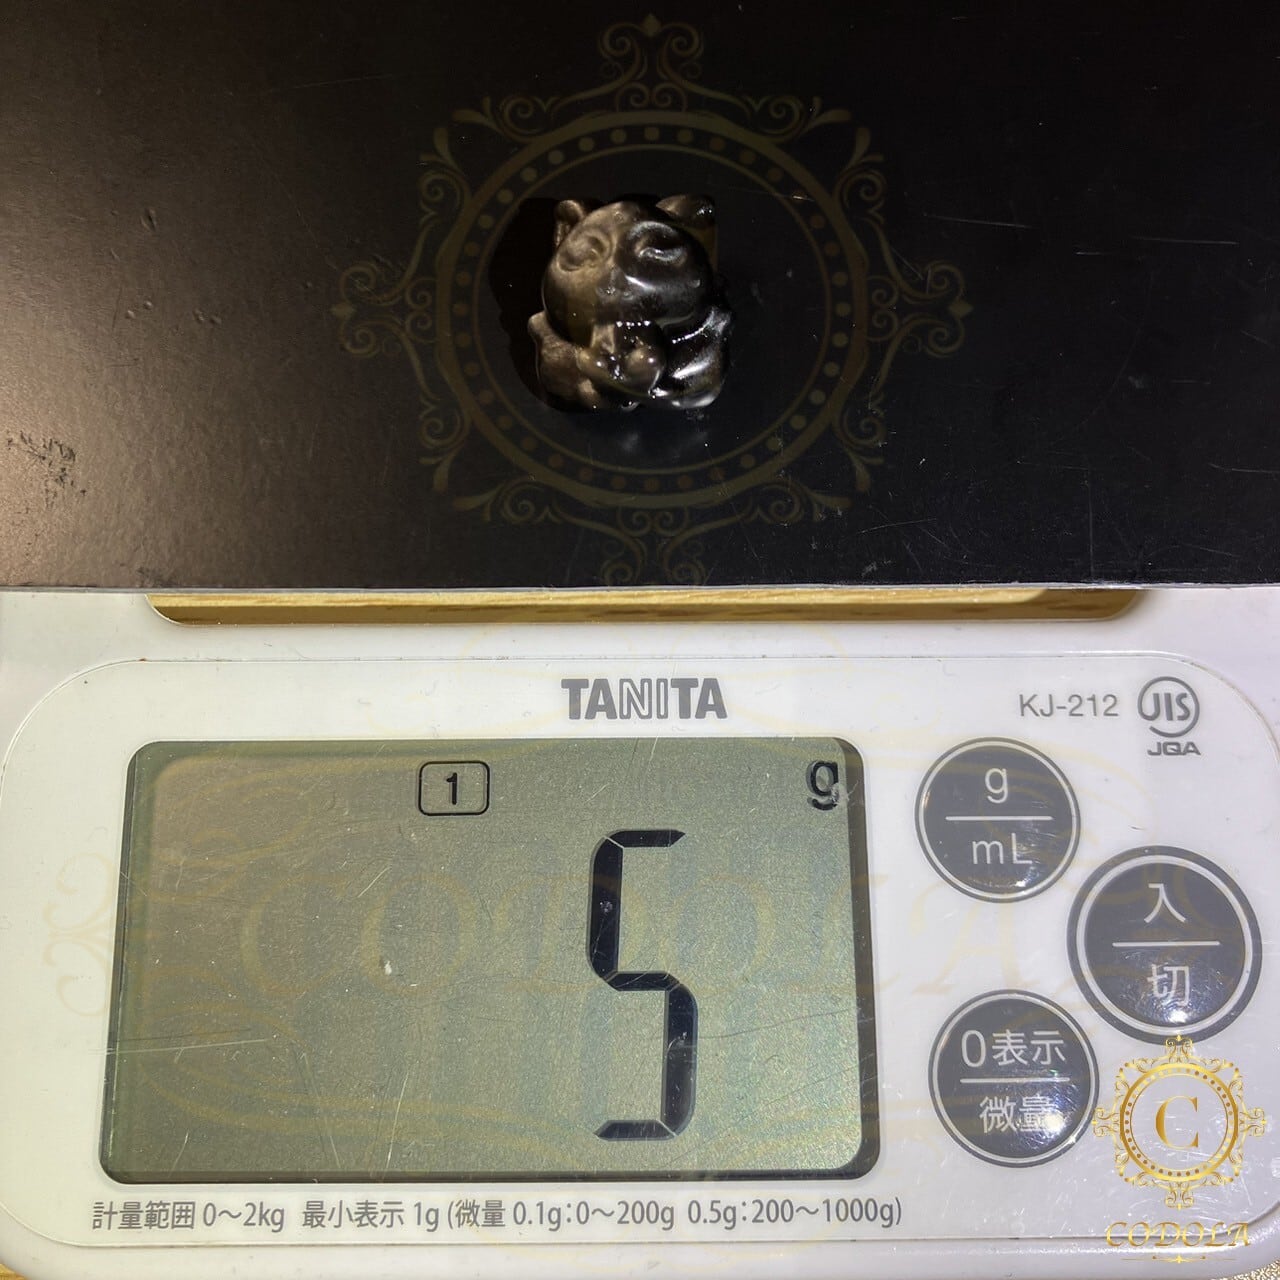 TANITA
KJ-212
JIS
JQA
1
g
5
g
mL
入
切
0表示
微量
計量範囲 0〜2kg 最小表示 1g (微量 0.1g:0〜200g 0.5g:200〜1000g)
CODOLA
C
CODOLA